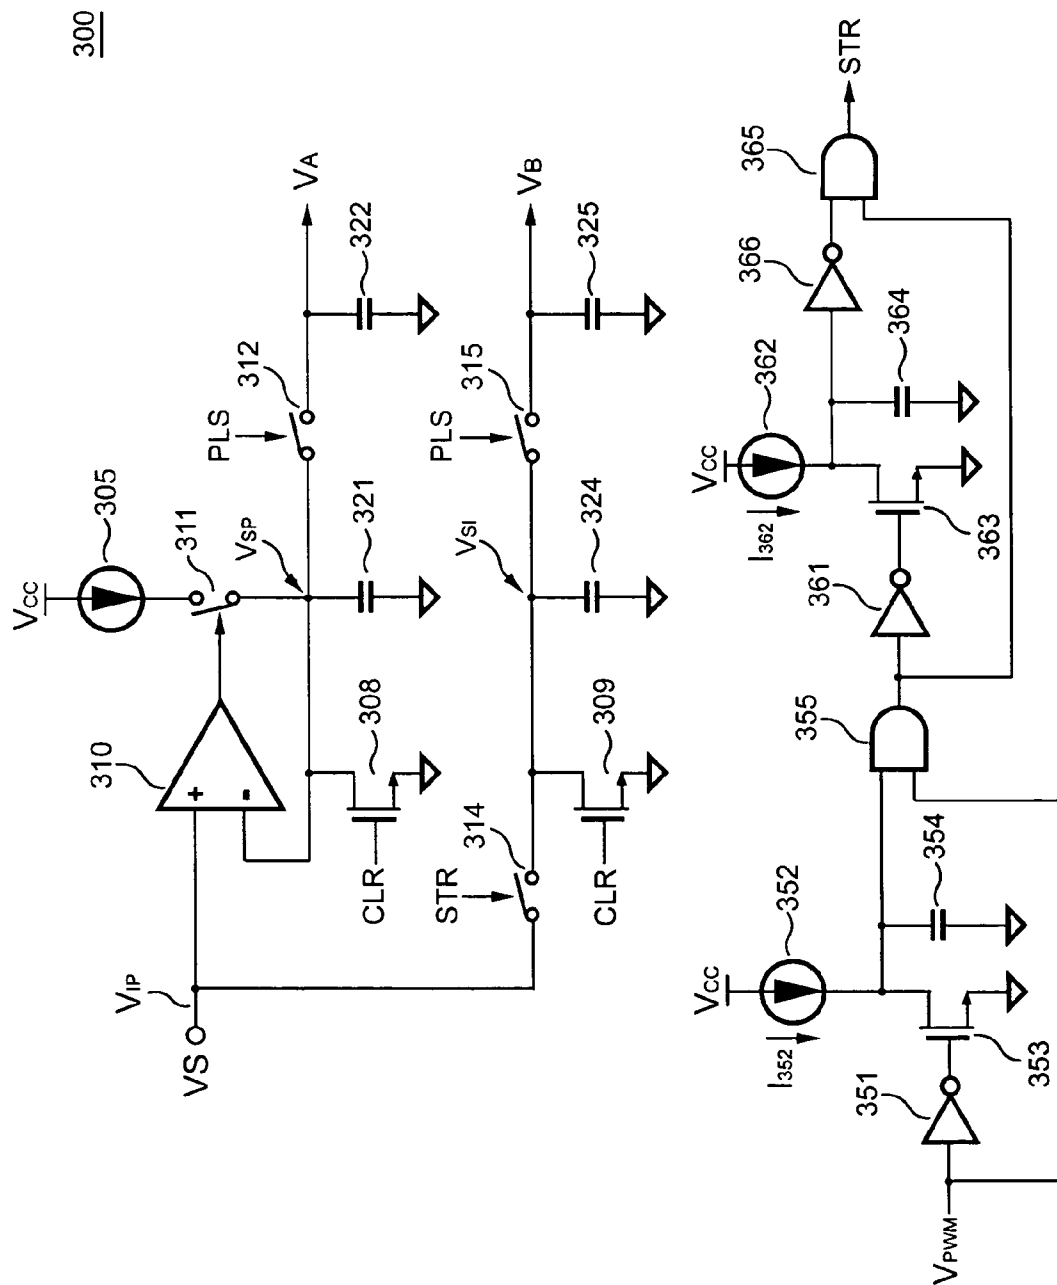 300
VCC
305
311
310
+
-
VIP
VS
VSP
PLS
312
VA
308
CLR
321
322
STR
314
VSI
PLS
315
VB
309
CLR
324
325
VCC
I352
352
354
351
353
VPWM
355
VCC
I362
362
361
363
364
366
365
STR